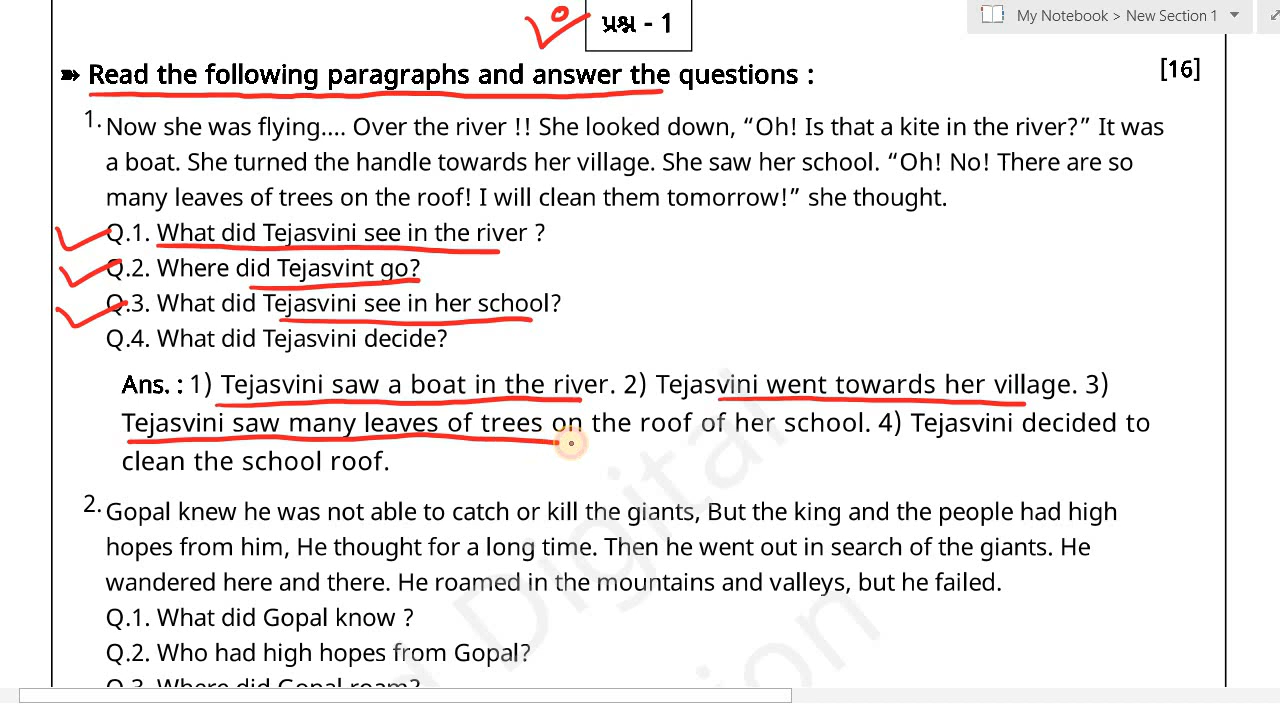 પ્રશ્ન - 1
My Notebook > New Section 1
➽ Read the following paragraphs and answer the questions : [16]
1. Now she was flying.... Over the river !! She looked down, “Oh! Is that a kite in the river?” It was
a boat. She turned the handle towards her village. She saw her school. “Oh! No! There are so
many leaves of trees on the roof! I will clean them tomorrow!” she thought.
Q.1. What did Tejasvini see in the river ?
Q.2. Where did Tejasvint go?
Q.3. What did Tejasvini see in her school?
Q.4. What did Tejasvini decide?
Ans. : 1) Tejasvini saw a boat in the river. 2) Tejasvini went towards her village. 3)
Tejasvini saw many leaves of trees on the roof of her school. 4) Tejasvini decided to
clean the school roof.
2. Gopal knew he was not able to catch or kill the giants, But the king and the people had high
hopes from him, He thought for a long time. Then he went out in search of the giants. He
wandered here and there. He roamed in the mountains and valleys, but he failed.
Q.1. What did Gopal know ?
Q.2. Who had high hopes from Gopal?
Q.3. Where did Gopal roam?
Digital